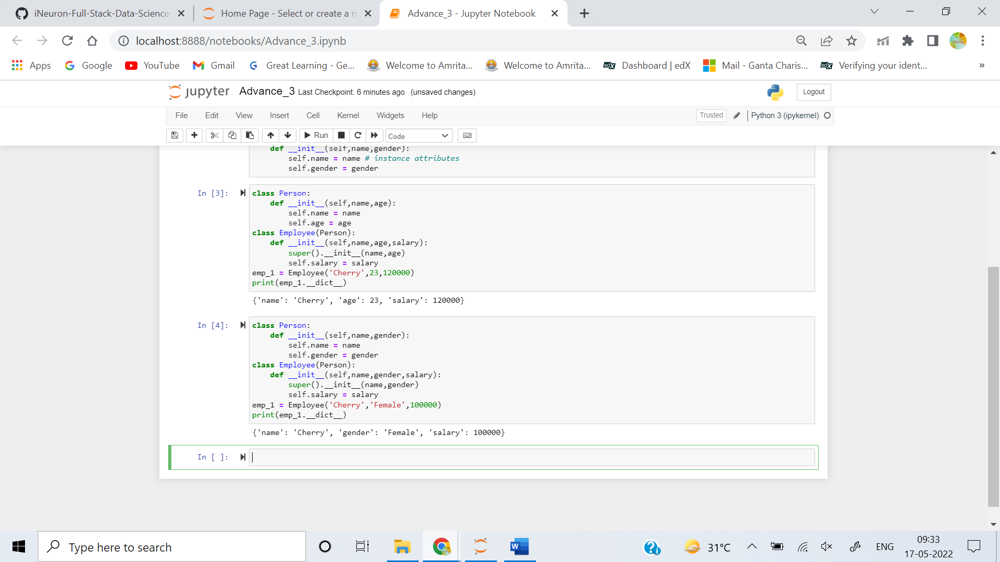 iNeuron-Full-Stack-Data-Science
Home Page - Select or create a n
Advance_3 - Jupyter Notebook
localhost:8888/notebooks/Advance_3.ipynb
Apps
Google
YouTube
Gmail
Great Learning - Ge...
Welcome to Amrita...
Welcome to Amrita...
edX Dashboard | edX
Mail - Ganta Charis...
edX Verifying your ident...
»
jupyter Advance_3 Last Checkpoint: 6 minutes ago (unsaved changes)
Logout
File Edit View Insert Cell Kernel Widgets Help
Trusted
Python 3 (ipykernel)
Run
Code
def __init__(self,name,gender):
self.name = name # instance attributes
self.gender = gender
In [3]:
class Person:
def __init__(self,name,age):
self.name = name
self.age = age
class Employee(Person):
def __init__(self,name,age,salary):
super().__init__(name,age)
self.salary = salary
emp_1 = Employee('Cherry',23,120000)
print(emp_1.__dict__)
{'name': 'Cherry', 'age': 23, 'salary': 120000}
In [4]:
class Person:
def __init__(self,name,gender):
self.name = name
self.gender = gender
class Employee(Person):
def __init__(self,name,gender,salary):
super().__init__(name,gender)
self.salary = salary
emp_1 = Employee('Cherry','Female',100000)
print(emp_1.__dict__)
{'name': 'Cherry', 'gender': 'Female', 'salary': 100000}
In [ ]:
Type here to search
W
31°C
ENG
09:33
17-05-2022